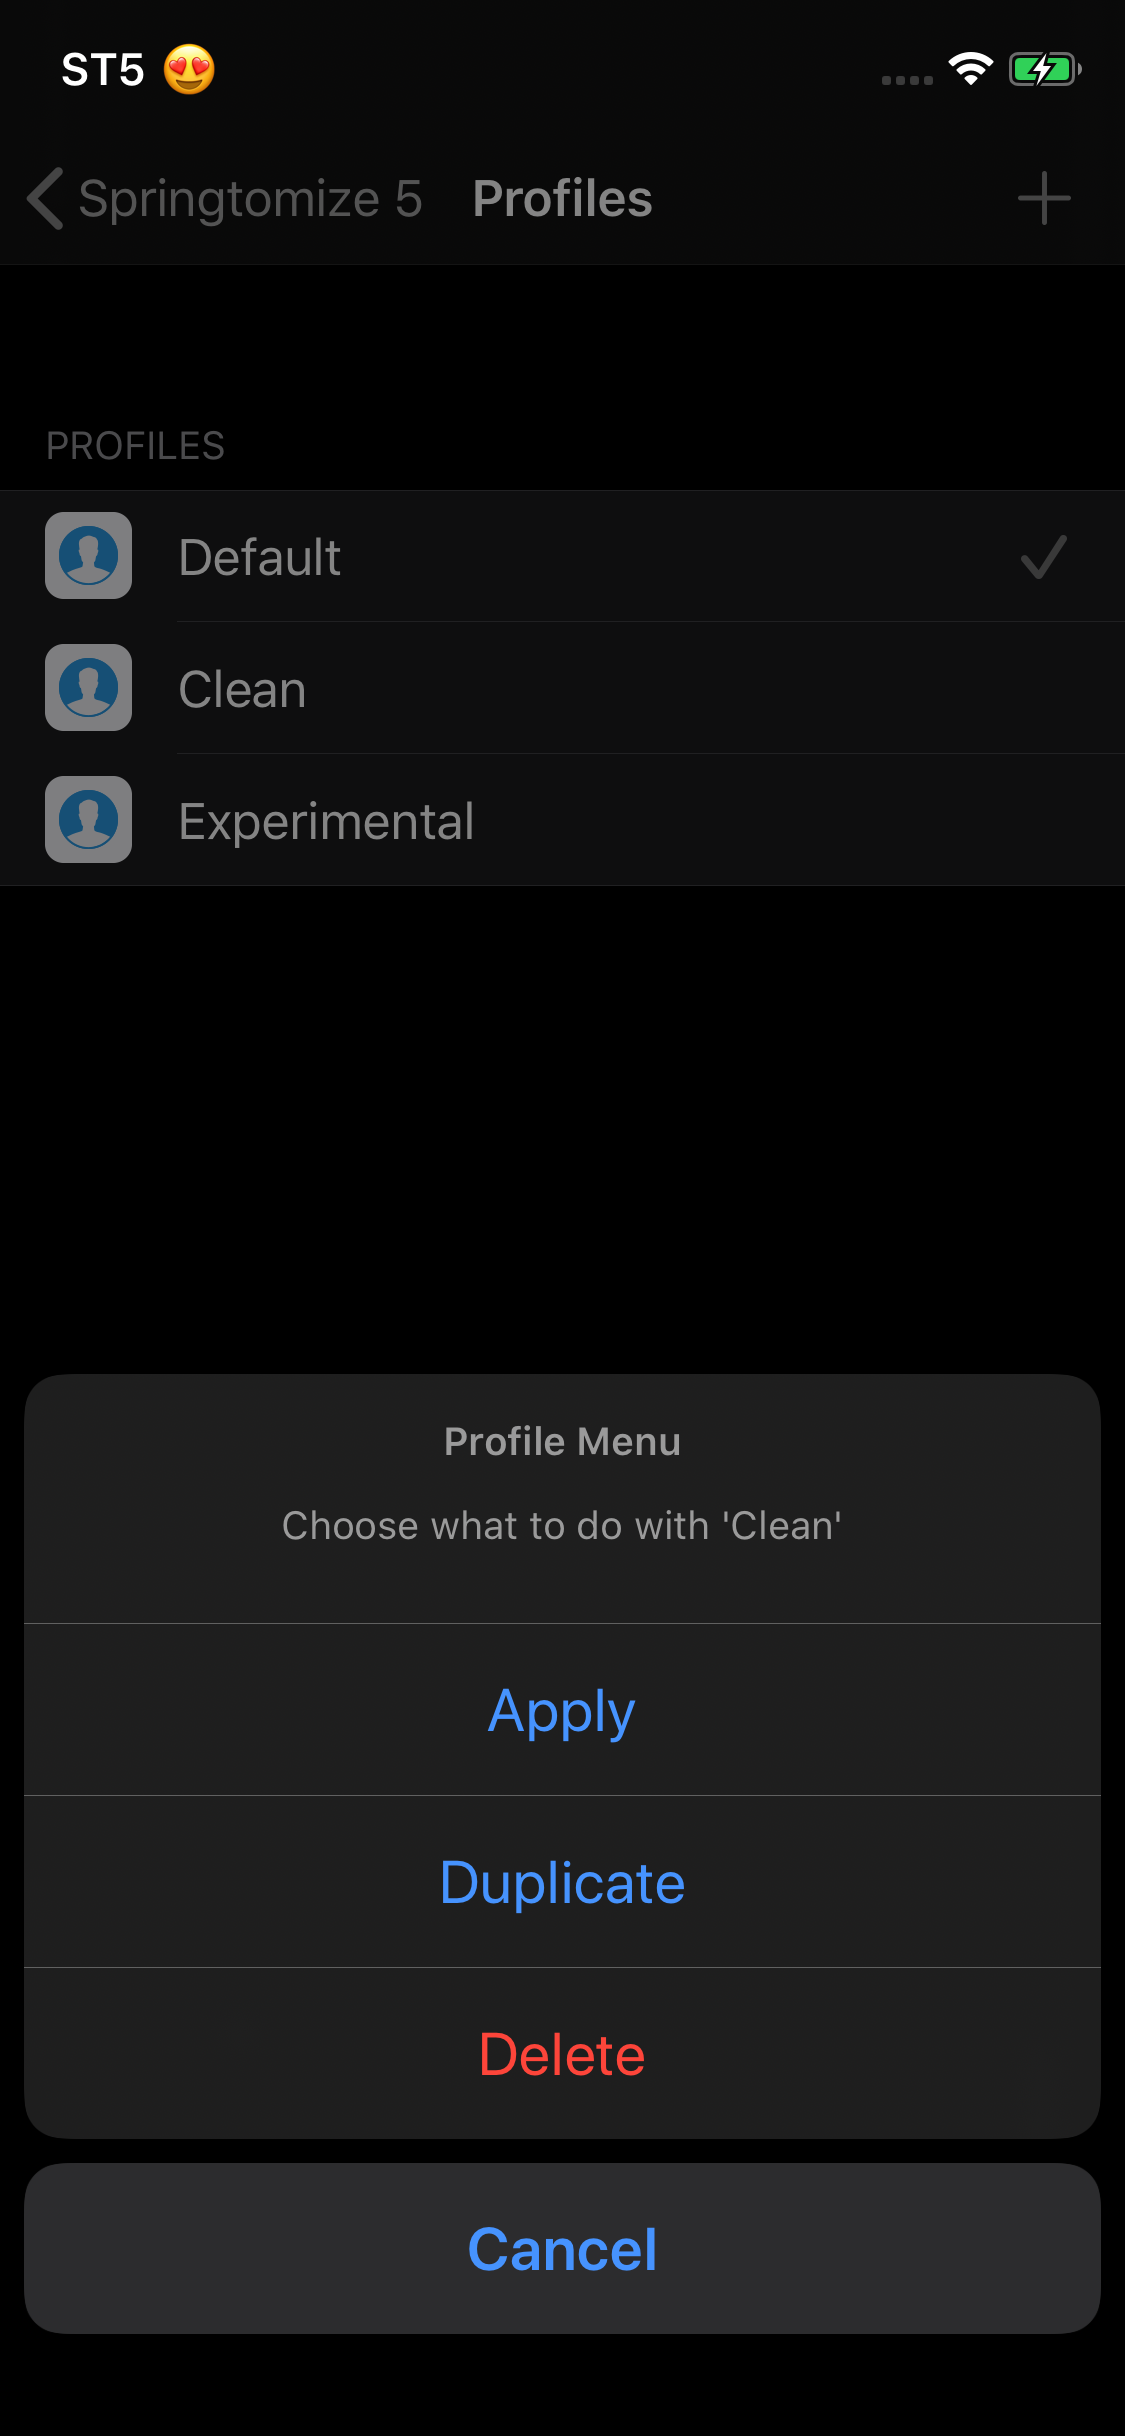 ST5 😍
Springtomize 5 Profiles
PROFILES
Default
Clean
Experimental
Profile Menu
Choose what to do with 'Clean'
Apply
Duplicate
Delete
Cancel